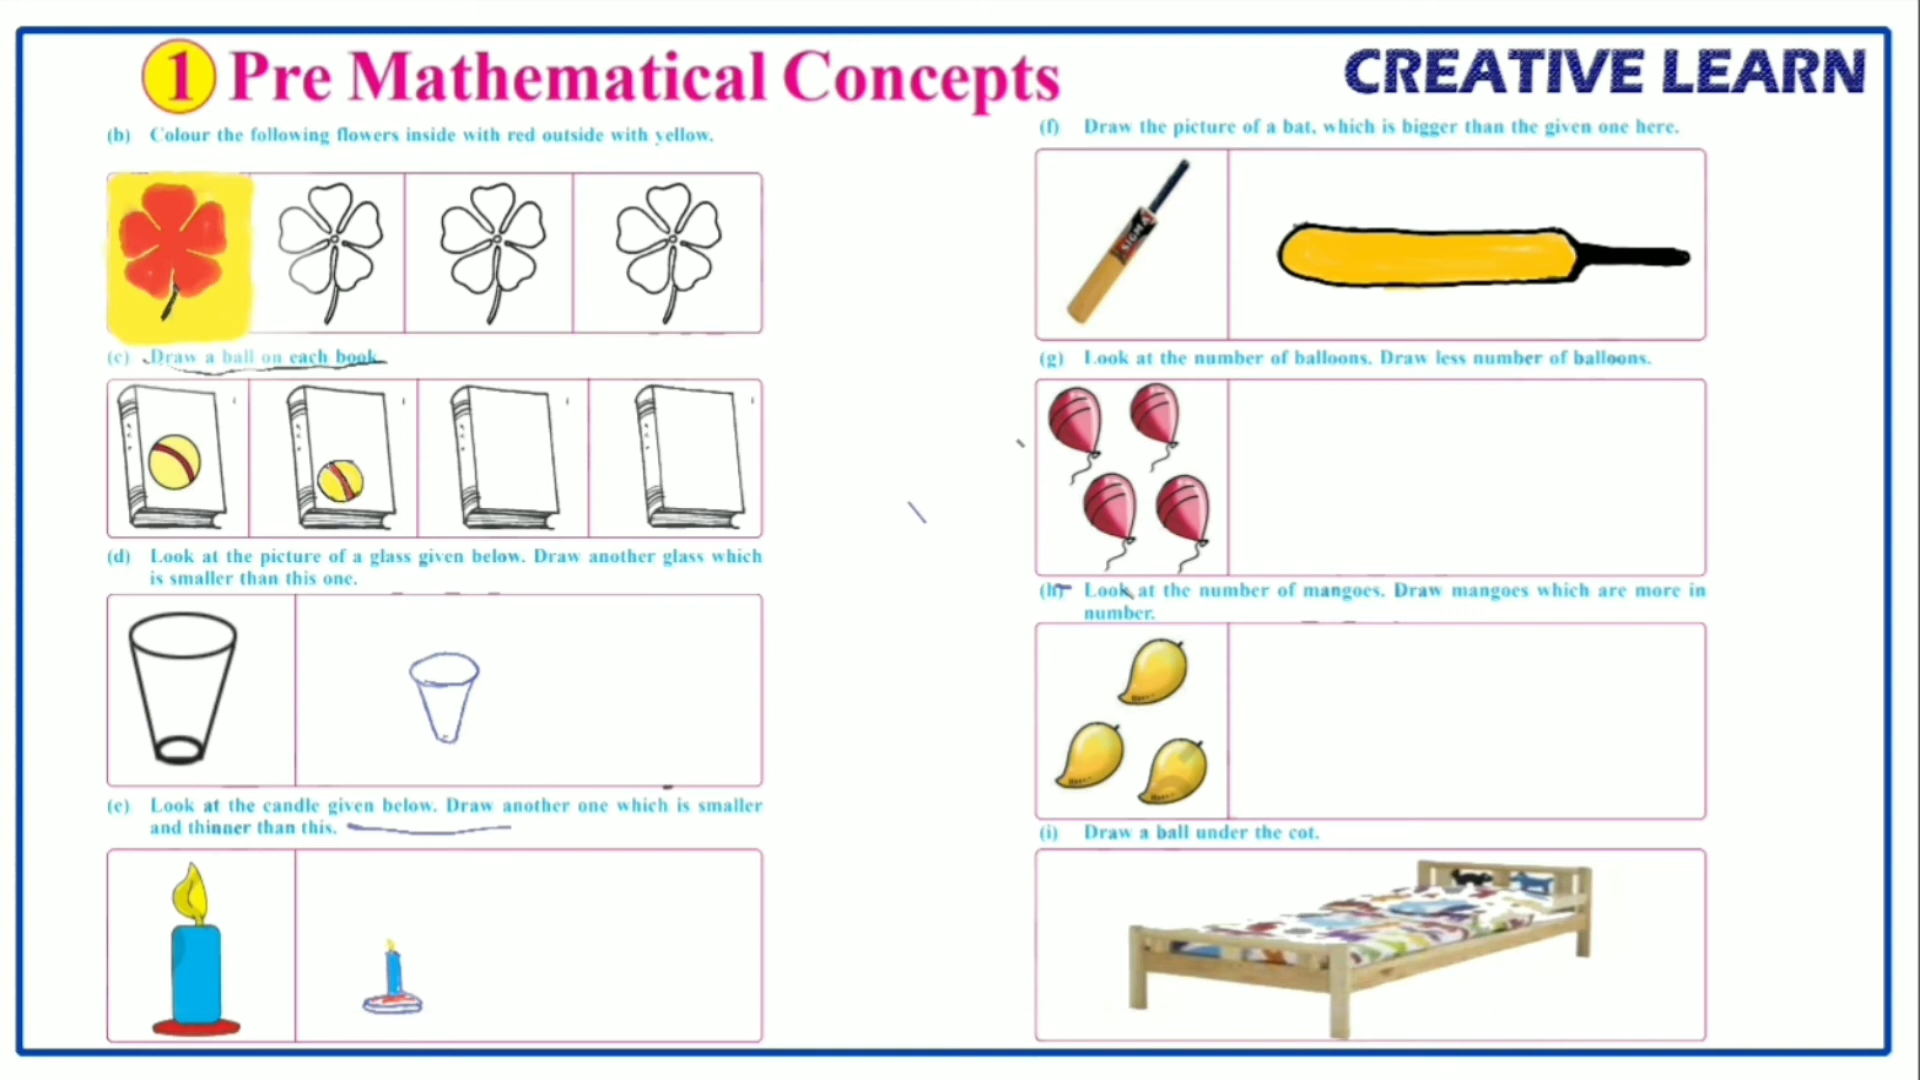 1 Pre Mathematical Concepts
CREATIVE LEARN
(b) Colour the following flowers inside with red outside with yellow.
(c) Draw a ball on each book
(d) Look at the picture of a glass given below. Draw another glass which
is smaller than this one.
(e) Look at the candle given below. Draw another one which is smaller
and thinner than this.
(f) Draw the picture of a bat, which is bigger than the given one here.
SIGMA
(g) Look at the number of balloons. Draw less number of balloons.
(h) Look at the number of mangoes. Draw mangoes which are more in
number.
(i) Draw a ball under the cot.